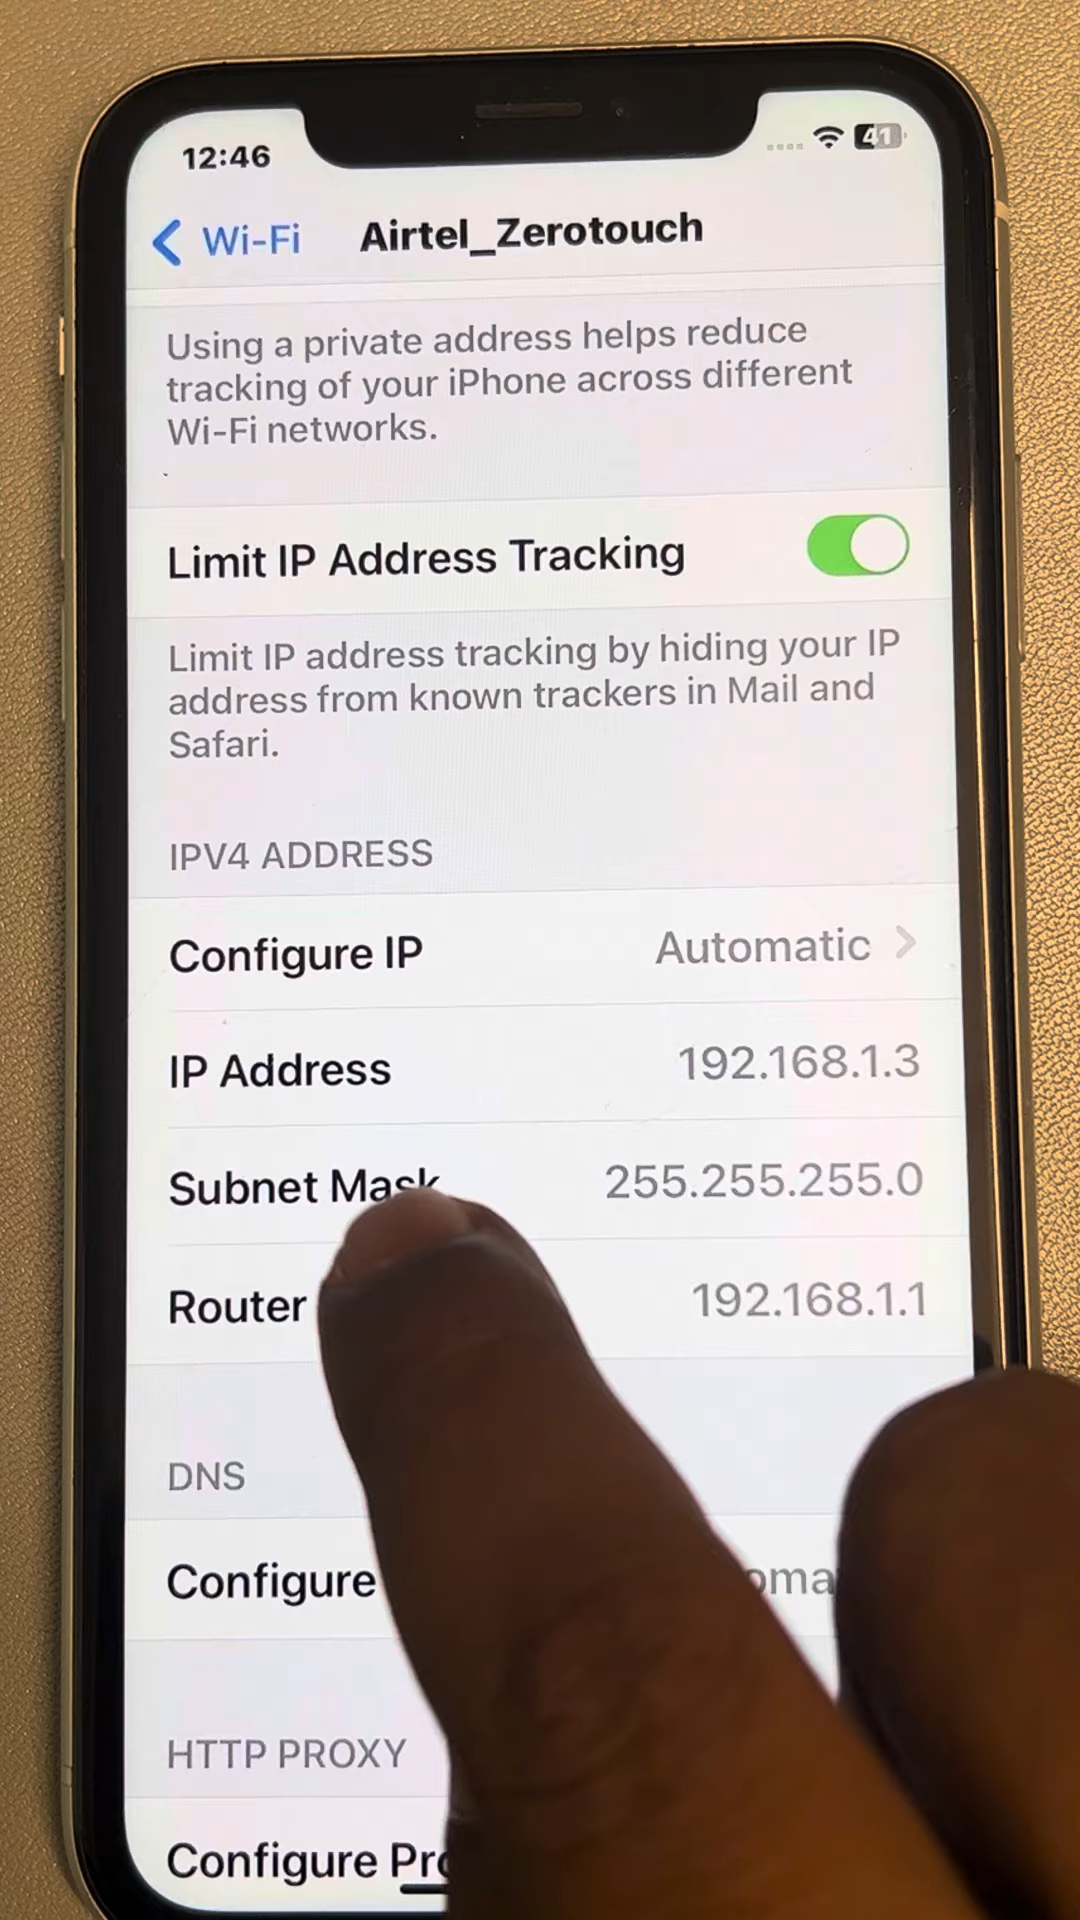 12:46
41
Wi-Fi
Airtel_Zerotouch
Using a private address helps reduce
tracking of your iPhone across different
Wi-Fi networks.
Limit IP Address Tracking
Limit IP address tracking by hiding your IP
address from known trackers in Mail and
Safari.
IPV4 ADDRESS
Configure IP
Automatic
IP Address
192.168.1.3
Subnet Mask
255.255.255.0
Router
192.168.1.1
DNS
Configure
HTTP PROXY
Configure